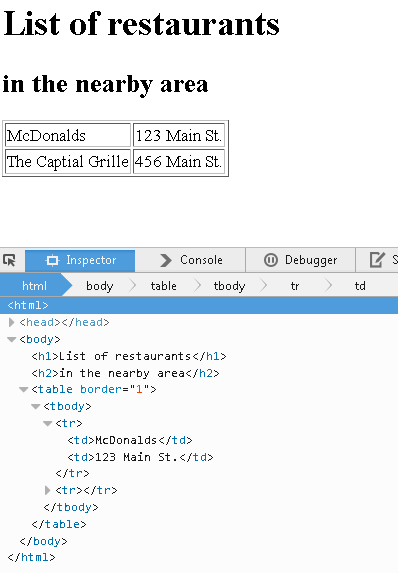 List of restaurants
in the nearby area
McDonalds 123 Main St.
The Captial Grille 456 Main St.
Inspector Console Debugger S
html body table tbody tr td
<html>
<head></head>
<body>
<h1>List of restaurants</h1>
<h2>in the nearby area</h2>
<table border="1">
<tbody>
<tr>
<td>McDonalds</td>
<td>123 Main St.</td>
</tr>
<tr></tr>
</tbody>
</table>
</body>
</html>